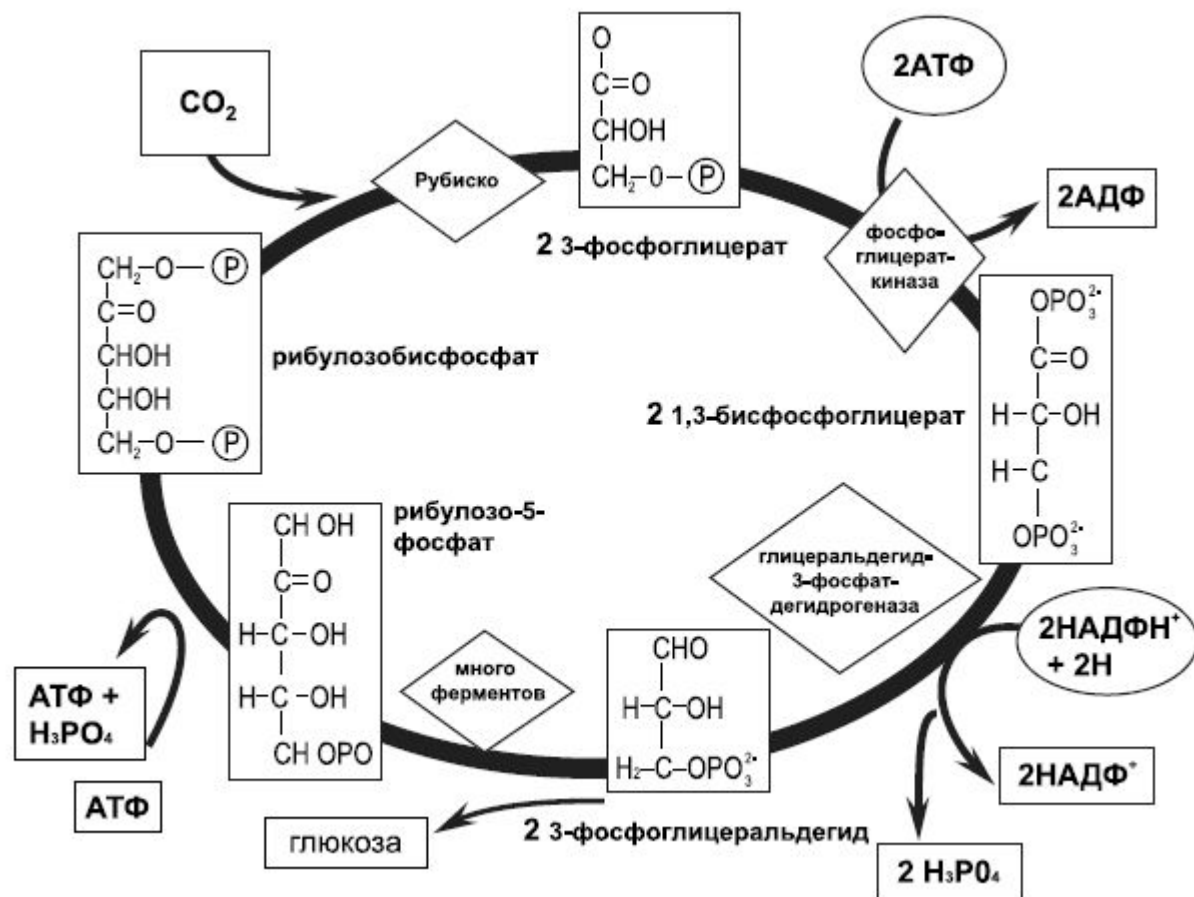 CO₂
Рубиско
O
C=O
CHOH
CH₂-0-P
2 3-фосфоглицерат
2АТФ
фосфо-
глицерат-
киназа
2АДФ
CH₂-O-P
C=O
CHOH
CHOH
CH₂-O-P
рибулозобисфосфат
OPO₃²⁻
C=O
H-C-OH
H-C
OPO₃²⁻
2 1,3-бисфосфоглицерат
глицеральдегид-
3-фосфат-
дегидрогеназа
2НАДФН⁺
+ 2Н
2НАДФ⁺
2 H₃P0₄
CHO
H-C-OH
H₂-C-OPO₃²⁻
2 3-фосфоглицеральдегид
глюкоза
много
ферментов
рибулозо-5-
фосфат
CH OH
C=O
H-C-OH
H-C-OH
CH OPO
АТФ +
H₃PO₄
АТФ